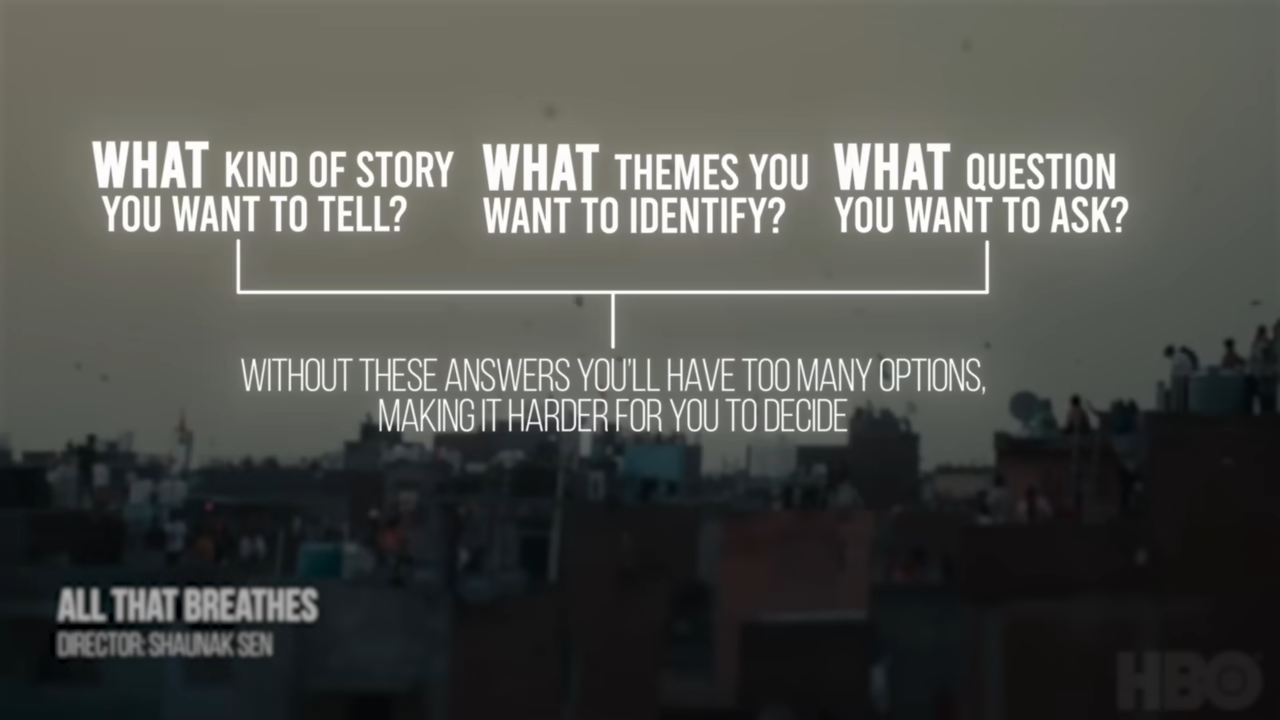 WHAT KIND OF STORY
YOU WANT TO TELL?
WHAT THEMES YOU
WANT TO IDENTIFY?
WHAT QUESTION
YOU WANT TO ASK?
WITHOUT THESE ANSWERS YOU'LL HAVE TOO MANY OPTIONS,
MAKING IT HARDER FOR YOU TO DECIDE
ALL THAT BREATHES
DIRECTOR: SHAUNAK SEN
HBO